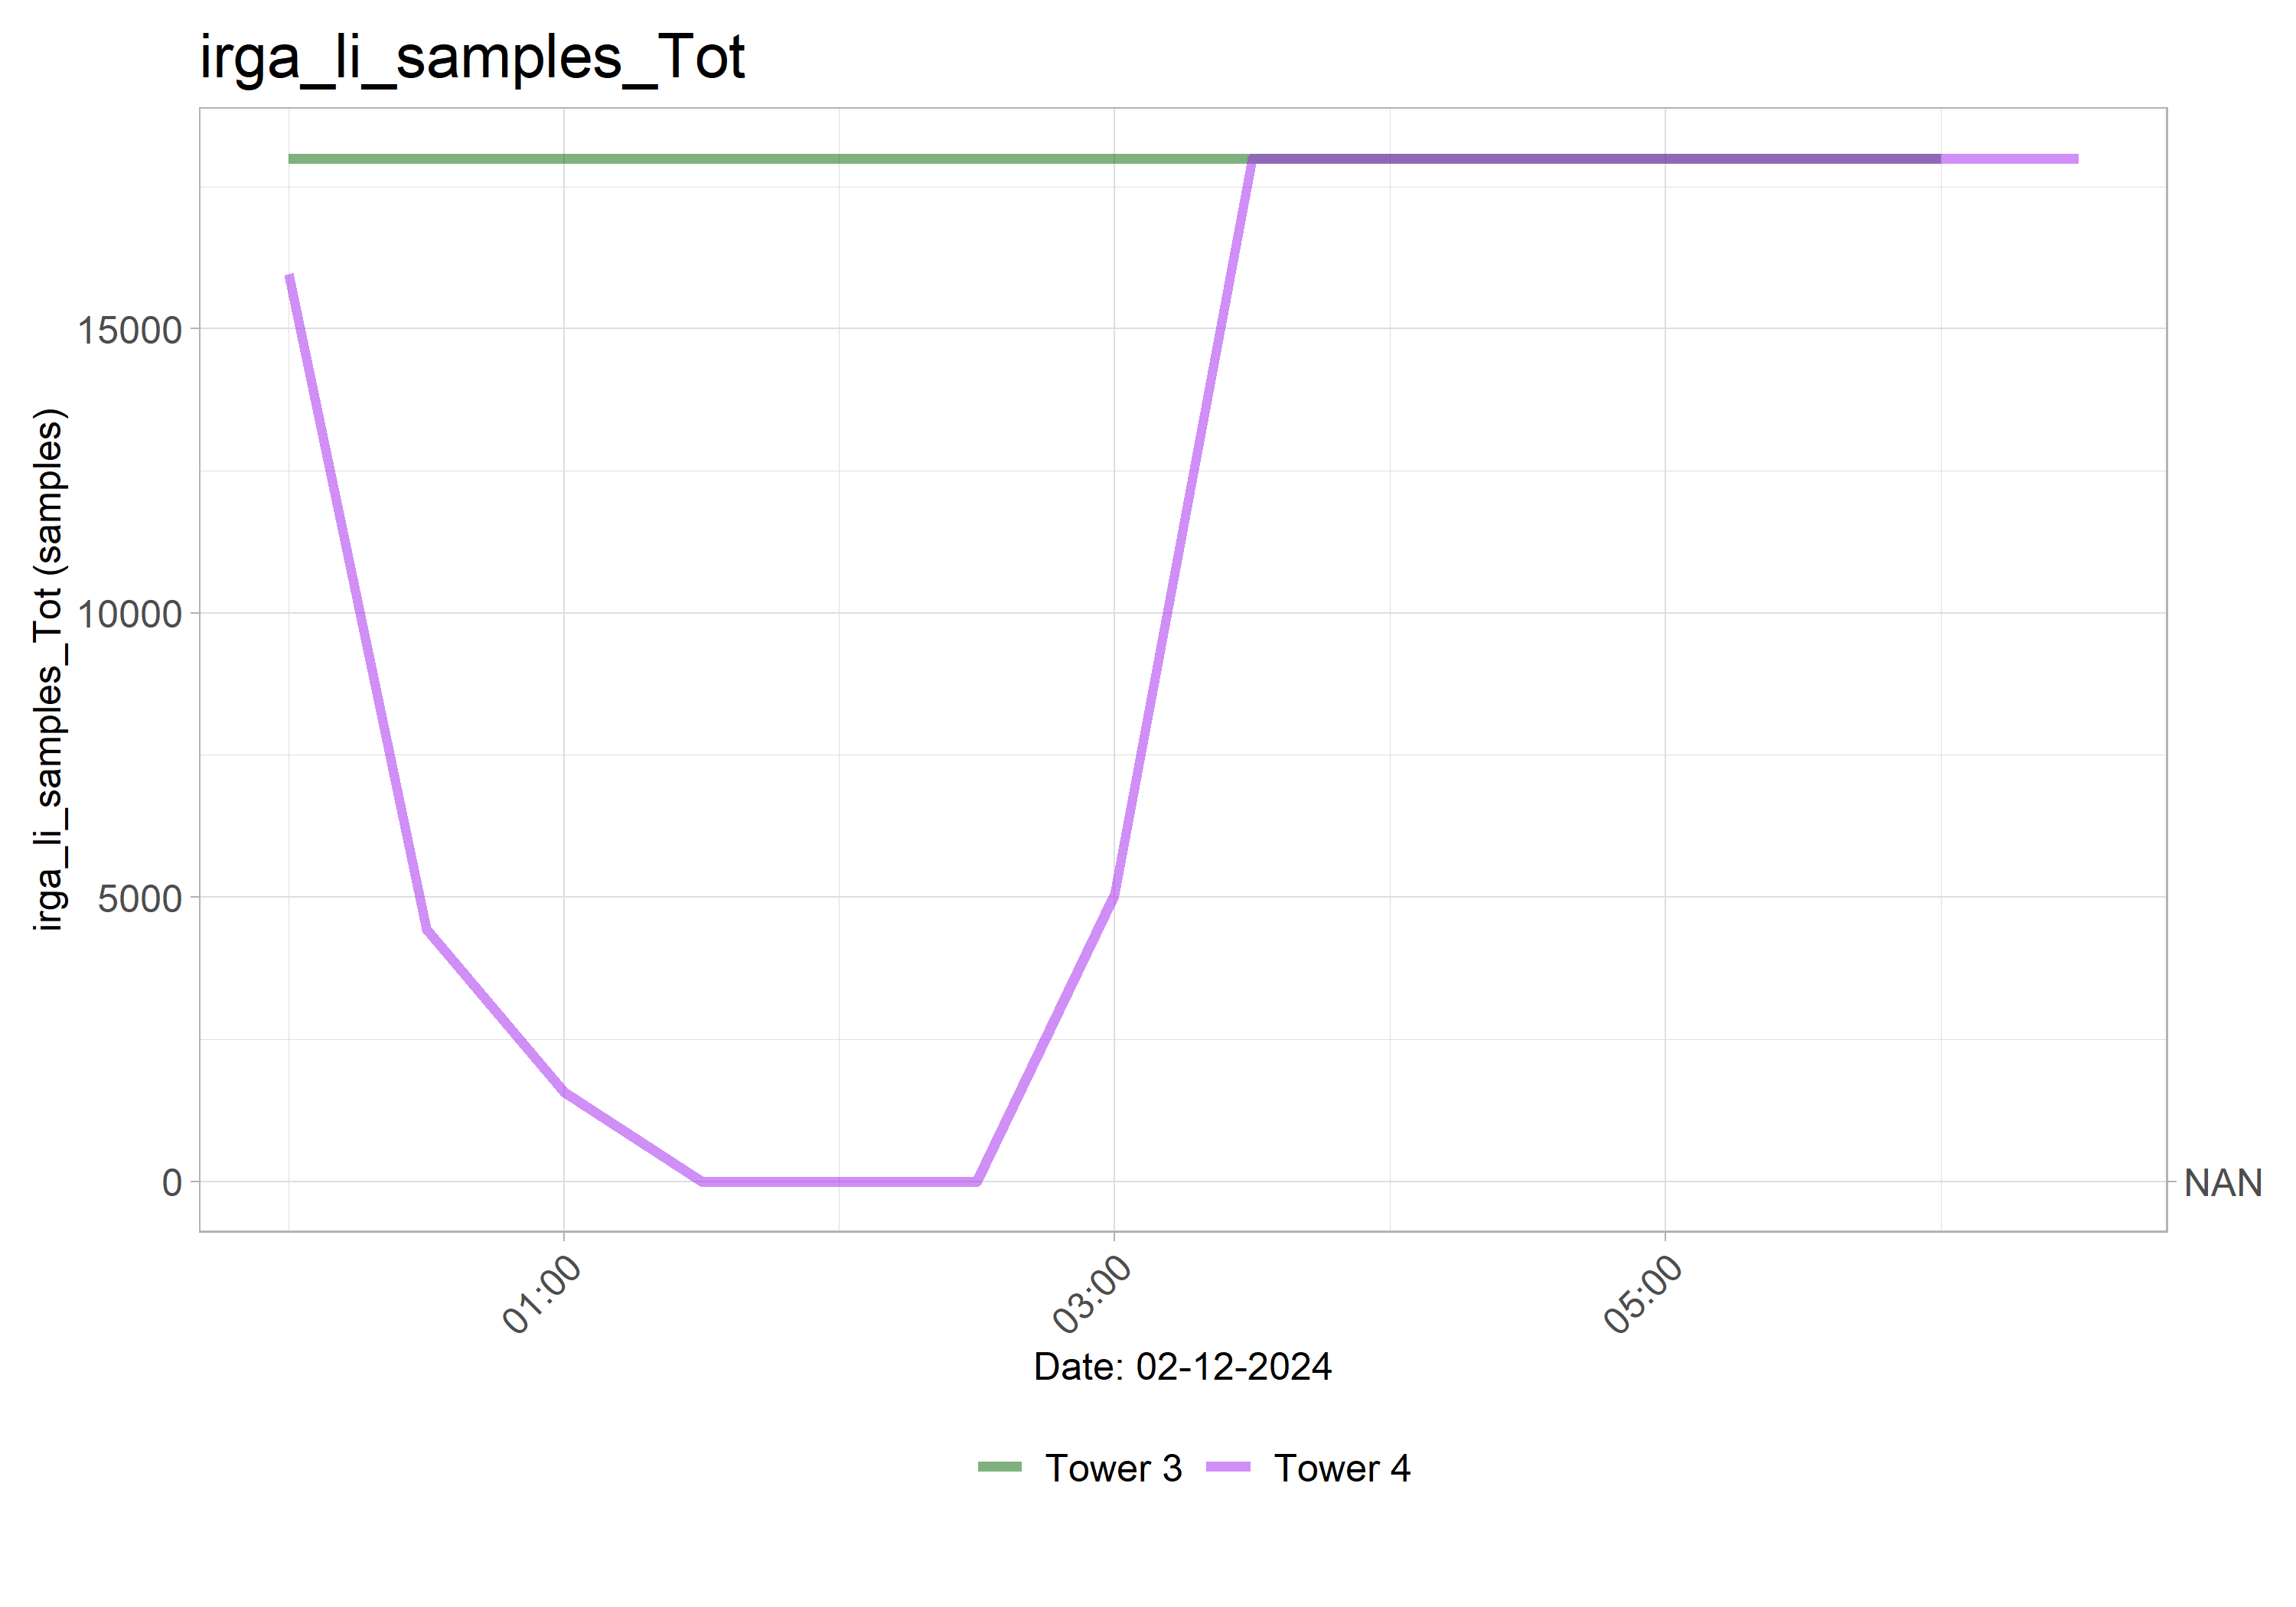 irga_li_samples_Tot
irga_li_samples_Tot (samples)
15000
10000
5000
0
NAN
01:00
03:00
05:00
Date: 02-12-2024
Tower 3
Tower 4